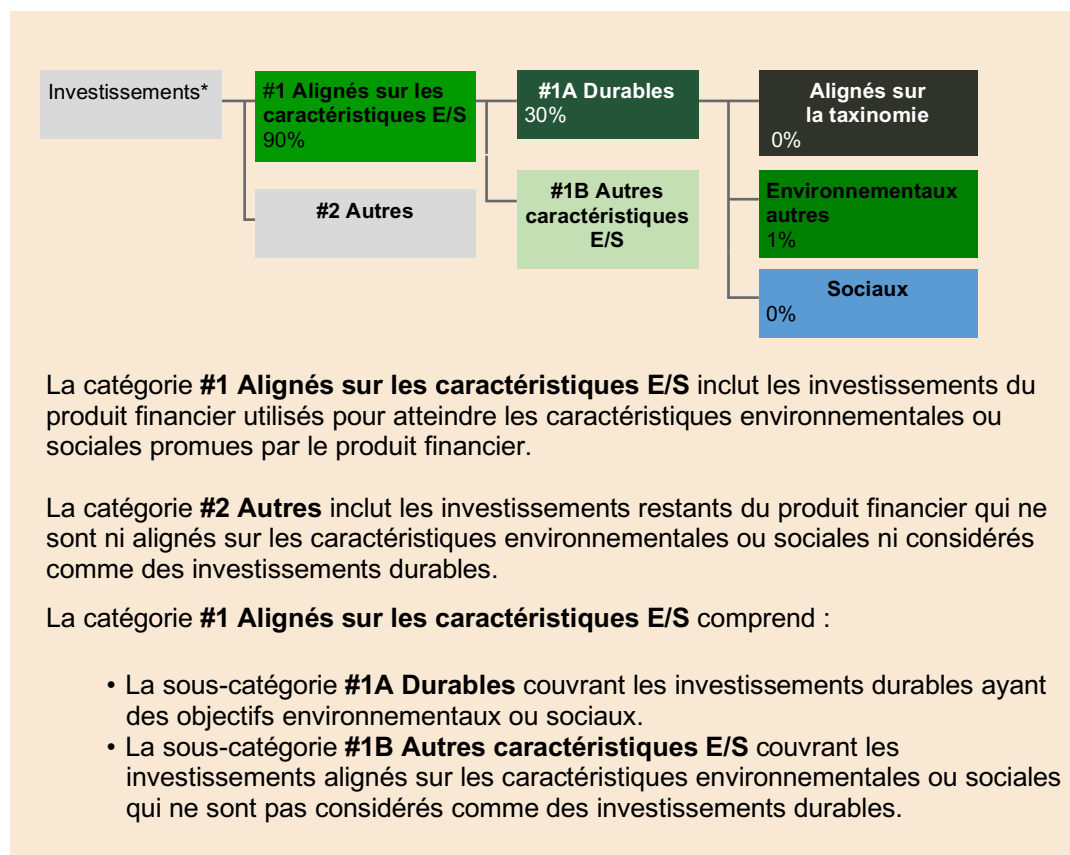 Investissements*
#1 Alignés sur les
caractéristiques E/S
90%
#2 Autres
#1A Durables
30%
#1B Autres
caractéristiques
E/S
Alignés sur
la taxinomie
0%
Environnementaux
autres
1%
Sociaux
0%
La catégorie #1 Alignés sur les caractéristiques E/S inclut les investissements du
produit financier utilisés pour atteindre les caractéristiques environnementales ou
sociales promues par le produit financier.
La catégorie #2 Autres inclut les investissements restants du produit financier qui ne
sont ni alignés sur les caractéristiques environnementales ou sociales ni considérés
comme des investissements durables.
La catégorie #1 Alignés sur les caractéristiques E/S comprend :
• La sous-catégorie #1A Durables couvrant les investissements durables ayant
des objectifs environnementaux ou sociaux.
• La sous-catégorie #1B Autres caractéristiques E/S couvrant les
investissements alignés sur les caractéristiques environnementales ou sociales
qui ne sont pas considérés comme des investissements durables.